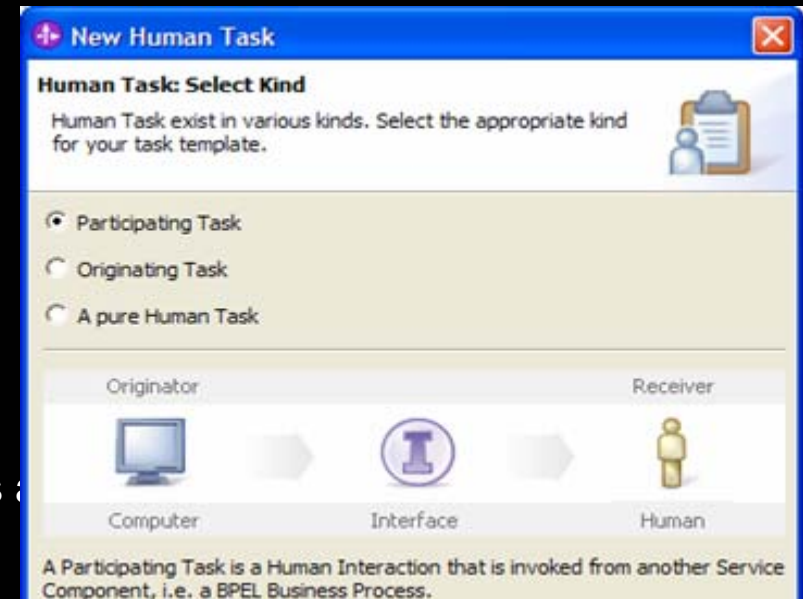 New Human Task
Human Task: Select Kind
Human Task exist in various kinds. Select the appropriate kind
for your task template.
Participating Task
Originating Task
A pure Human Task
Originator Receiver
s
Computer Interface Human
A Participating Task is a Human Interaction that is invoked from another Service
Component, i.e. a BPEL Business Process.